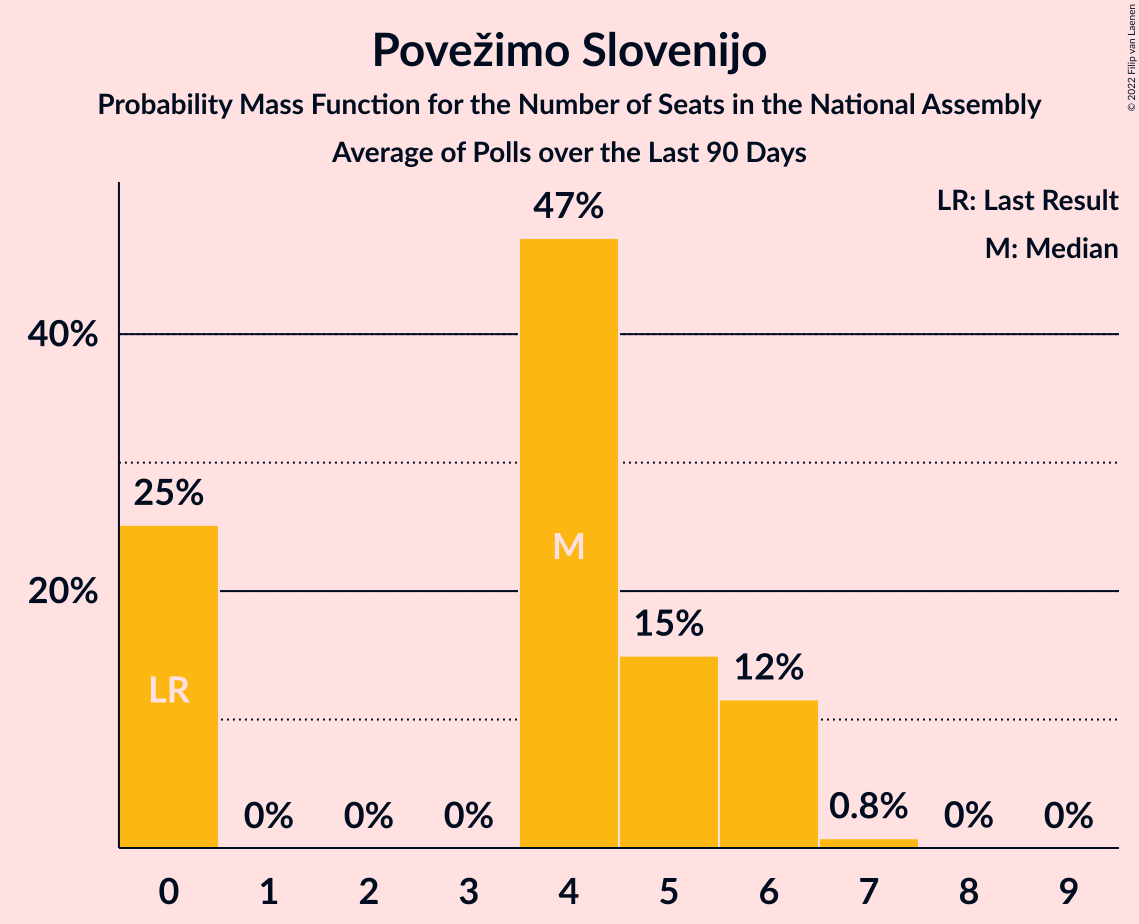 © 2022 Filip van Laenen
Povežimo Slovenijo
Probability Mass Function for the Number of Seats in the National Assembly
Average of Polls over the Last 90 Days
LR: Last Result
M: Median
47%
40%
25%
M
20%
15%
12%
LR
0%
0%
0%
0.8%
0%
0%
0 1 2 3 4 5 6 7 8 9